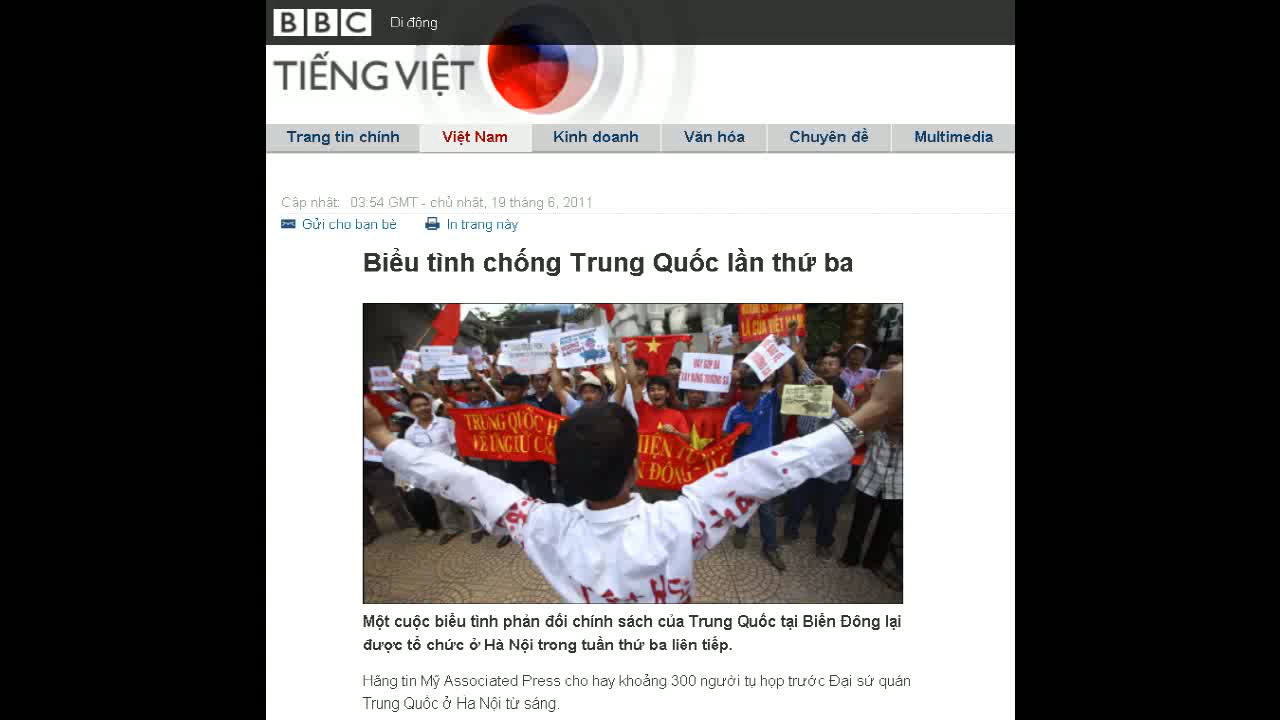 BBC Di động
TIẾNG VIỆT
Trang tin chính Việt Nam Kinh doanh Văn hóa Chuyên đề Multimedia
Cập nhật: 03:54 GMT - chủ nhật, 19 tháng 6, 2011
Gửi cho bạn bè In trang này
Biểu tình chống Trung Quốc lần thứ ba
LÀ CỦA VIỆT NAM
TRUNG QUỐC
Một cuộc biểu tình phản đối chính sách của Trung Quốc tại Biển Đông lại
được tổ chức ở Hà Nội trong tuần thứ ba liên tiếp.
Hãng tin Mỹ Associated Press cho hay khoảng 300 người tụ họp trước Đại sứ quán
Trung Quốc ở Hà Nội từ sáng.